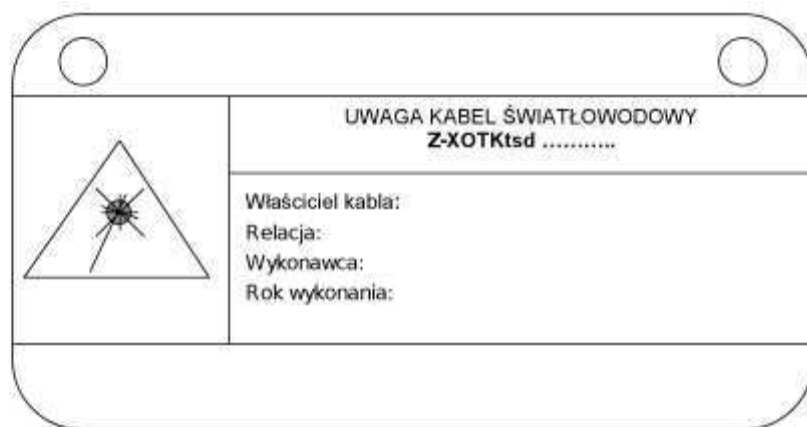 UWAGA KABEL ŚWIATŁOWODOWY
Z-XOTKtsd ...........
Właściciel kabla:
Relacja:
Wykonawca:
Rok wykonania: